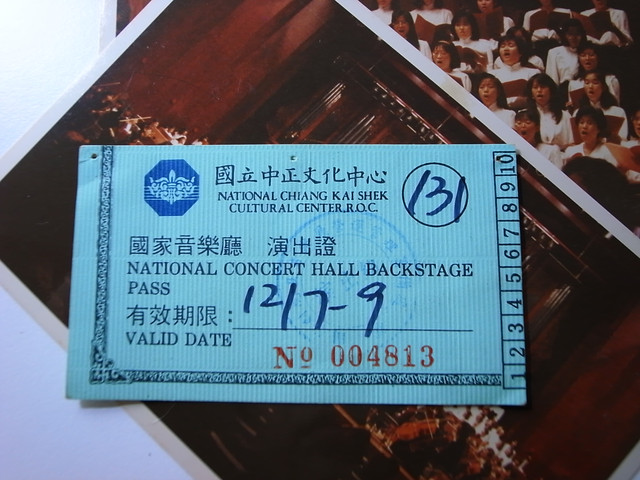 國立中正文化中心
NATIONAL CHIANG KAI SHEK
CULTURAL CENTER,R.O.C.
131
國家音樂廳 演出證
NATIONAL CONCERT HALL BACKSTAGE
PASS
有效期限：12/7-9
VALID DATE
No 004813
1 2 3 4 5 6 7 8 9 10